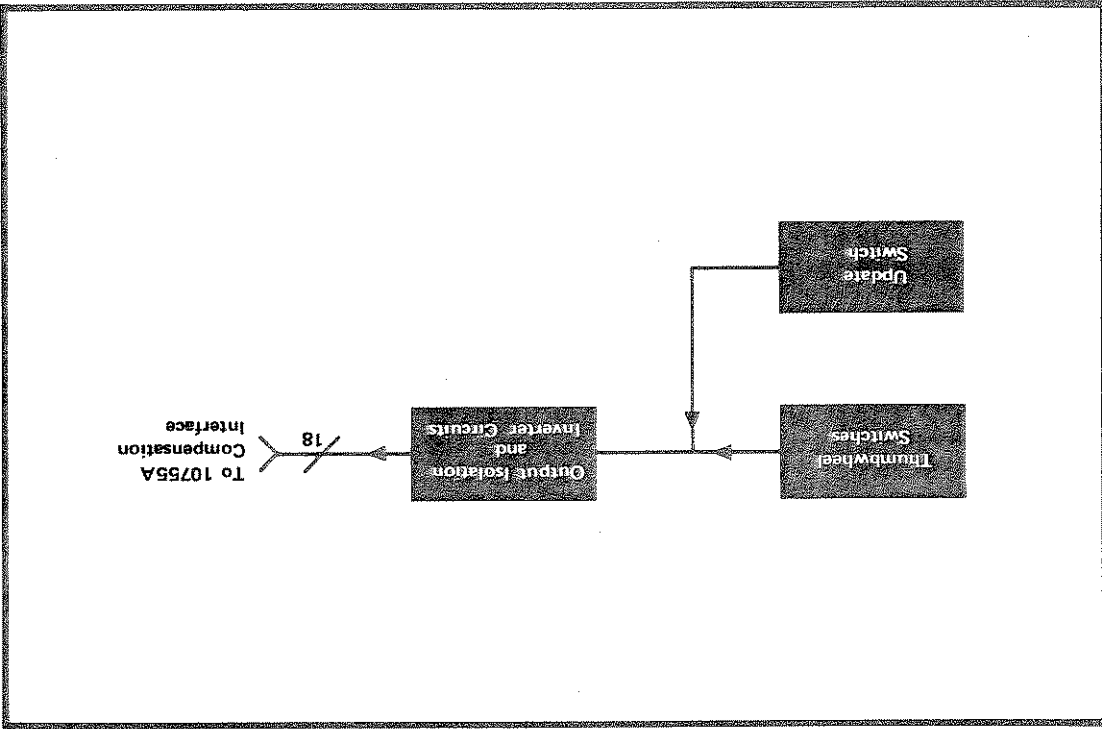 Thumbwheel
Switches
Output Isolation
and
Inverter Circuits
18
To 10755A
Compensation
Interface
Update
Switch